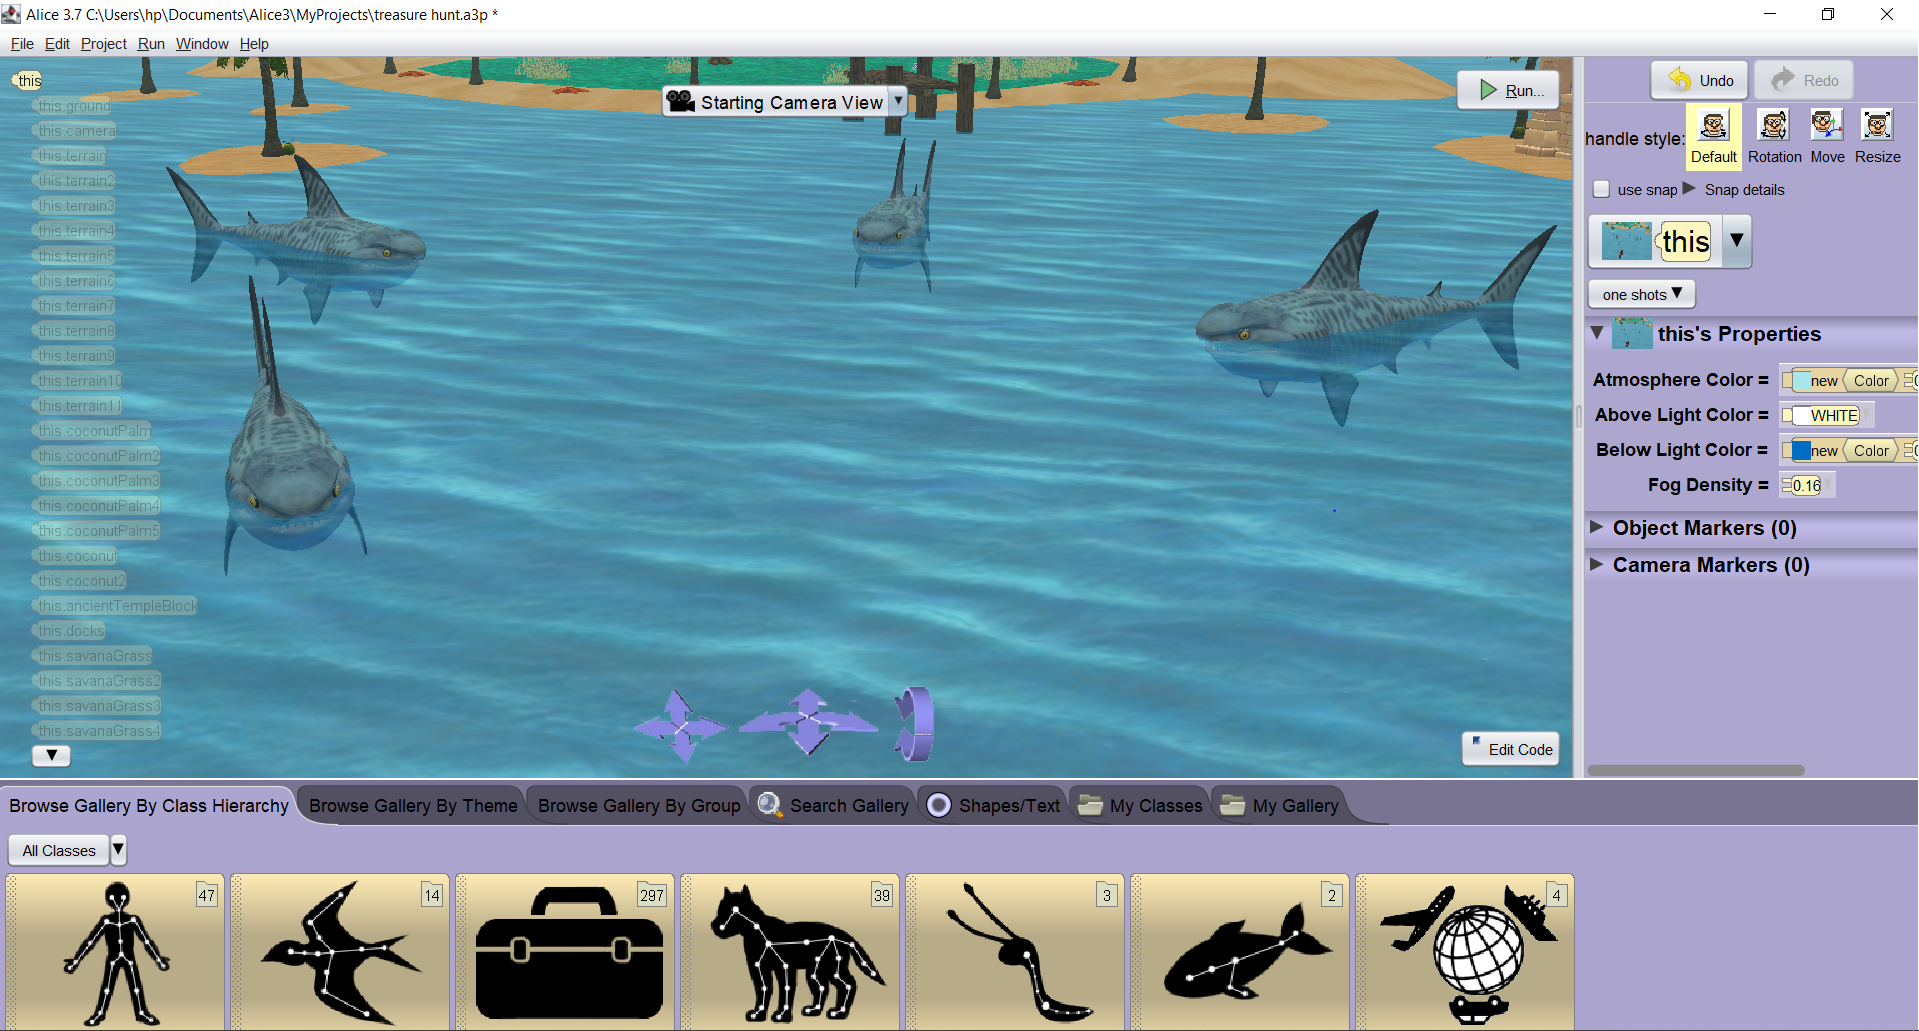 Alice 3.7 C:\Users\hp\Documents\Alice3\MyProjects\treasure hunt.a3p *
File Edit Project Run Window Help
this
this.ground
this.camera
this.terrain
this.terrain2
this.terrain3
this.terrain4
this.terrain5
this.terrain6
this.terrain7
this.terrain8
this.terrain9
this.terrain10
this.terrain11
this.coconutPalm
this.coconutPalm2
this.coconutPalm3
this.coconutPalm4
this.coconutPalm5
this.coconut
this.coconut2
this.ancientTempleBlock
this.docks
this.savanaGrass
this.savanaGrass2
this.savanaGrass3
this.savanaGrass4
Starting Camera View
Run...
Edit Code
Undo Redo
handle style:
Default Rotation Move Resize
use snap Snap details
this
one shots
this's Properties
Atmosphere Color = new Color
Above Light Color = WHITE
Below Light Color = new Color
Fog Density = 0.16
Object Markers (0)
Camera Markers (0)
Browse Gallery By Class Hierarchy Browse Gallery By Theme Browse Gallery By Group Search Gallery Shapes/Text My Classes My Gallery
All Classes
47 14 297 39 3 2 4